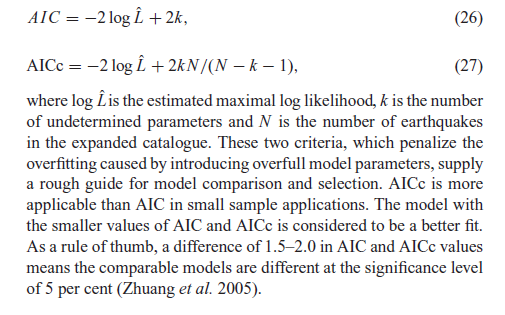 AIC = −2 log L̂ + 2k, (26)
AICc = −2 log L̂ + 2kN/(N − k − 1), (27)
where log L̂ is the estimated maximal log likelihood, k is the number
of undetermined parameters and N is the number of earthquakes
in the expanded catalogue. These two criteria, which penalize the
overfitting caused by introducing overfull model parameters, supply
a rough guide for model comparison and selection. AICc is more
applicable than AIC in small sample applications. The model with
the smaller values of AIC and AICc is considered to be a better fit.
As a rule of thumb, a difference of 1.5–2.0 in AIC and AICc values
means the comparable models are different at the significance level
of 5 per cent (Zhuang et al. 2005).